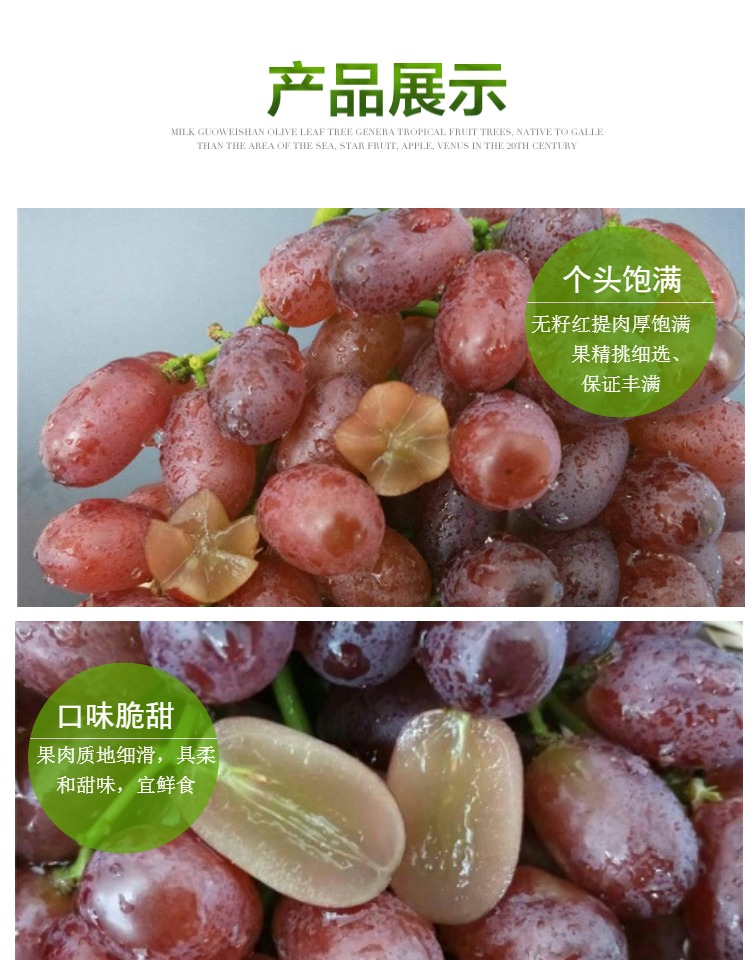 产品展示
MILK GUOWEISHAN OLIVE LEAF TREE GENERA TROPICAL FRUIT TREES, NATIVE TO GALLE
THAN THE AREA OF THE SEA, STAR FRUIT, APPLE, VENUS IN THE 20TH CENTURY
个头饱满
无籽红提肉厚饱满
果精挑细选、
保证丰满
口味脆甜
果肉质地细滑，具柔
和甜味，宜鲜食